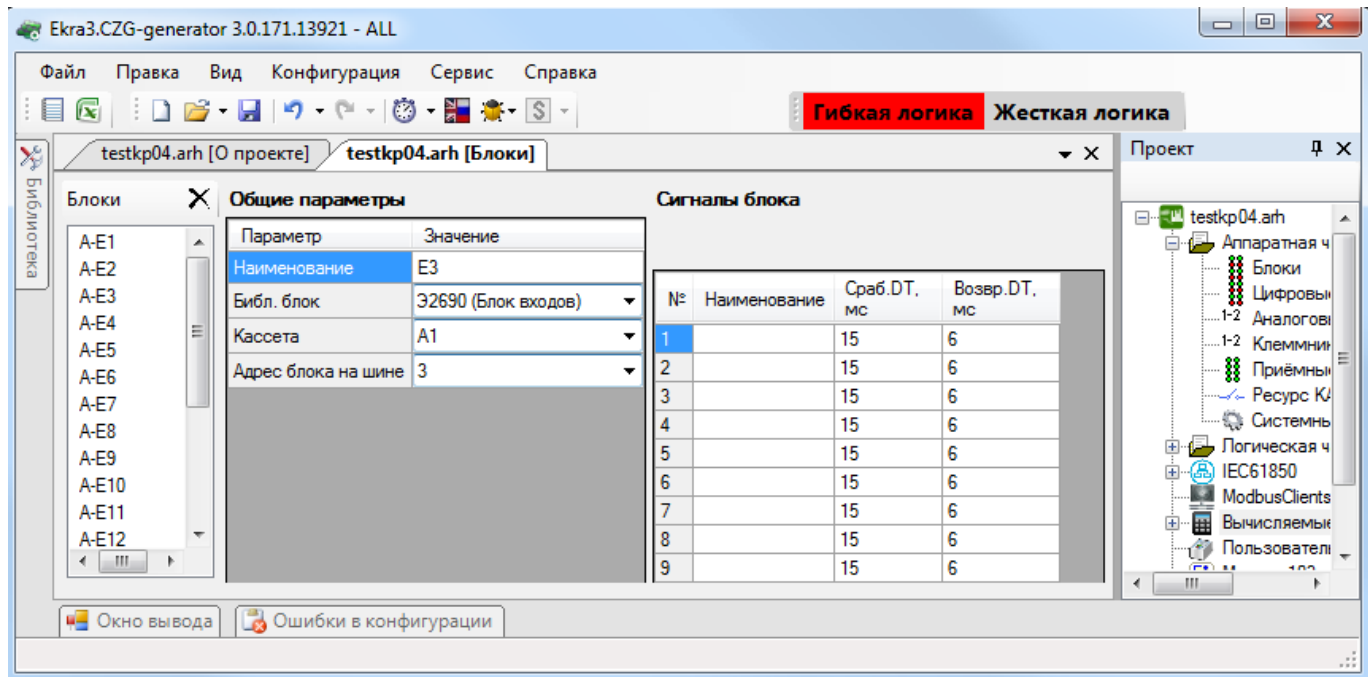 Ekra3.CZG-generator 3.0.171.13921 - ALL
Файл Правка Вид Конфигурация Сервис Справка
Гибкая логика Жесткая логика
Библиотека
testkp04.arh [О проекте] testkp04.arh [Блоки]
Блоки
A-E1
A-E2
A-E3
A-E4
A-E5
A-E6
A-E7
A-E8
A-E9
A-E10
A-E11
A-E12
Общие параметры
Параметр Значение
Наименование E3
Библ. блок Э2690 (Блок входов)
Кассета A1
Адрес блока на шине 3
Сигналы блока
№ Наименование Сраб.DT, мс Возвр.DT, мс
1 15 6
2 15 6
3 15 6
4 15 6
5 15 6
6 15 6
7 15 6
8 15 6
9 15 6
Проект
testkp04.arh
Аппаратная ч
Блоки
Цифровы
1-2 Аналогов
1-2 Клеммни
Приёмны
Ресурс К
Системнь
Логическая ч
IEC61850
ModbusClients
Вычисляемые
Пользовател
Окно вывода Ошибки в конфигурации